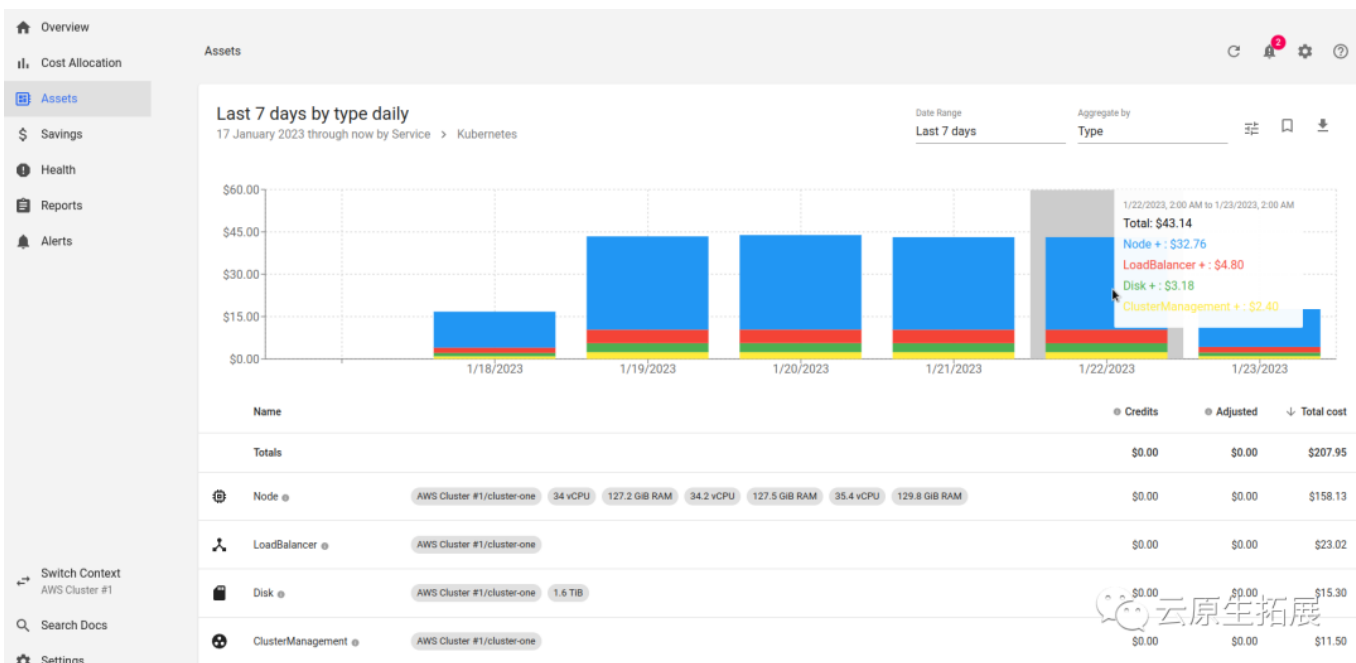 Overview
Cost Allocation
Assets
Savings
Health
Reports
Alerts
Switch Context
AWS Cluster #1
Search Docs
Settings
Assets
2
Last 7 days by type daily
17 January 2023 through now by Service > Kubernetes
Date Range
Last 7 days
Aggregate by
Type
$60.00
$45.00
$30.00
$15.00
$0.00
1/18/2023
1/19/2023
1/20/2023
1/21/2023
1/22/2023
1/23/2023
1/22/2023, 2:00 AM to 1/23/2023, 2:00 AM
Total: $43.14
Node + : $32.76
LoadBalancer + : $4.80
Disk + : $3.18
ClusterManagement + : $2.40
Name Credits Adjusted Total cost
Totals $0.00 $0.00 $207.95
Node AWS Cluster #1/cluster-one 34 vCPU 127.2 GiB RAM 34.2 vCPU 127.5 GiB RAM 35.4 vCPU 129.8 GiB RAM $0.00 $0.00 $158.13
LoadBalancer AWS Cluster #1/cluster-one $0.00 $0.00 $23.02
Disk AWS Cluster #1/cluster-one 1.6 TiB $0.00 $0.00 $15.30
ClusterManagement AWS Cluster #1/cluster-one $0.00 $0.00 $11.50
云原生拓展